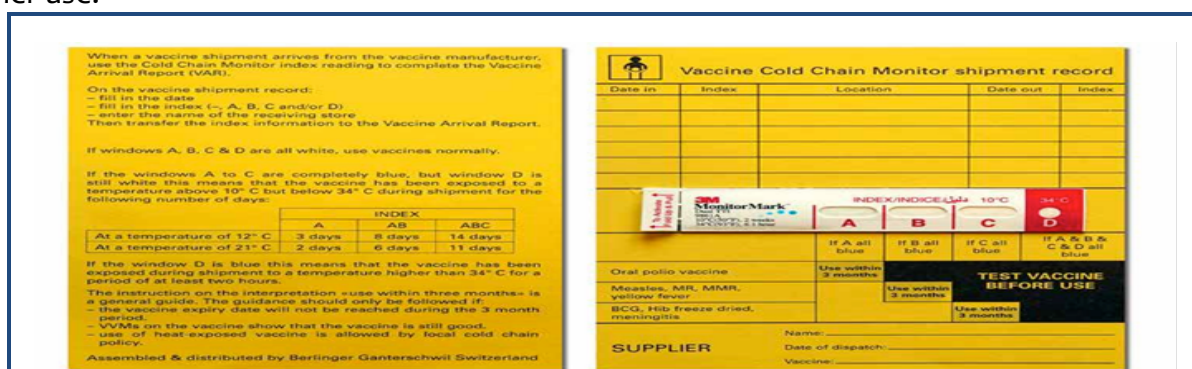 When a vaccine shipment arrives from the vaccine manufacturer,
use the Cold Chain Monitor index reading to complete the Vaccine
Arrival Report (VAR).
On the vaccine shipment record:
– fill in the date
– fill in the index (–, A, B, C and/or D)
– enter the name of the receiving store
Then transfer the index information to the Vaccine Arrival Report.
If windows A, B, C & D are all white, use vaccines normally.
If the windows A to C are completely blue, but window D is
still white this means that the vaccine has been exposed to a
temperature above 10° C but below 34° C during shipment for the
following number of days:
INDEX
A AB ABC
At a temperature of 12° C 3 days 8 days 14 days
At a temperature of 21° C 2 days 6 days 11 days
If the window D is blue this means that the vaccine has been
exposed during shipment to a temperature higher than 34° C for a
period of at least two hours.
The instruction on the interpretation «use within three months» is
a general guide. The guidance should only be followed if:
– the vaccine expiry date will not be reached during the 3 month
period.
– VVMs on the vaccine show that the vaccine is still good.
– use of heat-exposed vaccine is allowed by local cold chain
policy.
Assembled & distributed by Berlinger Ganterschwil Switzerland
Vaccine Cold Chain Monitor shipment record
Date in Index Location Date out Index
3M
MonitorMark
INDEX/INDICE/دليل 10°C 34°C
A B C D
If A all
blue
If B all
blue
If C all
blue
If A & B &
C & D all
blue
Oral polio vaccine
Use within
3 months
TEST VACCINE
BEFORE USE
Measles, MR, MMR,
yellow fever
Use within
3 months
BCG, Hib freeze dried,
meningitis
Use within
3 months
SUPPLIER
Name:
Date of dispatch:
Vaccine: